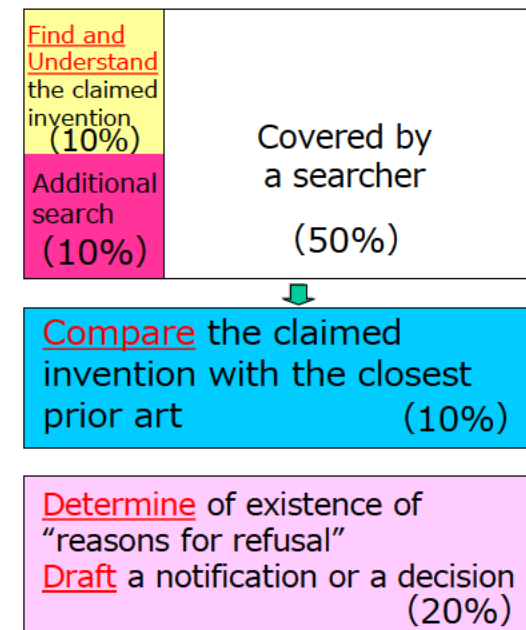 Find and
Understand
the claimed
invention
(10%)
Additional
search
(10%)
Covered by
a searcher
(50%)
Compare the claimed
invention with the closest
prior art
(10%)
Determine of existence of
“reasons for refusal”
Draft a notification or a decision
(20%)